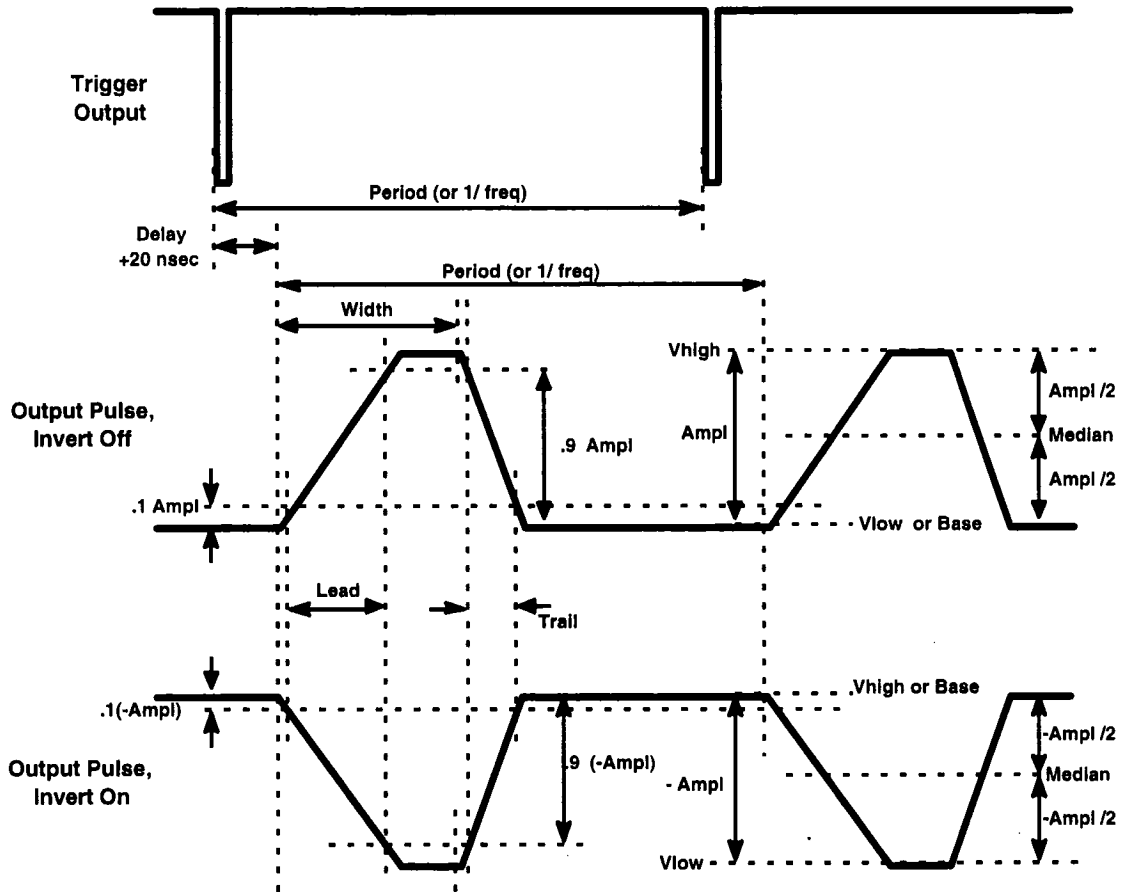 Trigger
Output
Period (or 1/ freq)
Delay
+20 nsec
Period (or 1/ freq)
Width
Vhigh
Output Pulse,
Invert Off
.9 Ampl
Ampl
Ampl /2
Median
Ampl /2
.1 Ampl
Vlow or Base
Lead
Trail
Vhigh or Base
.1(-Ampl)
Output Pulse,
Invert On
.9 (-Ampl)
- Ampl
-Ampl /2
Median
-Ampl /2
Vlow